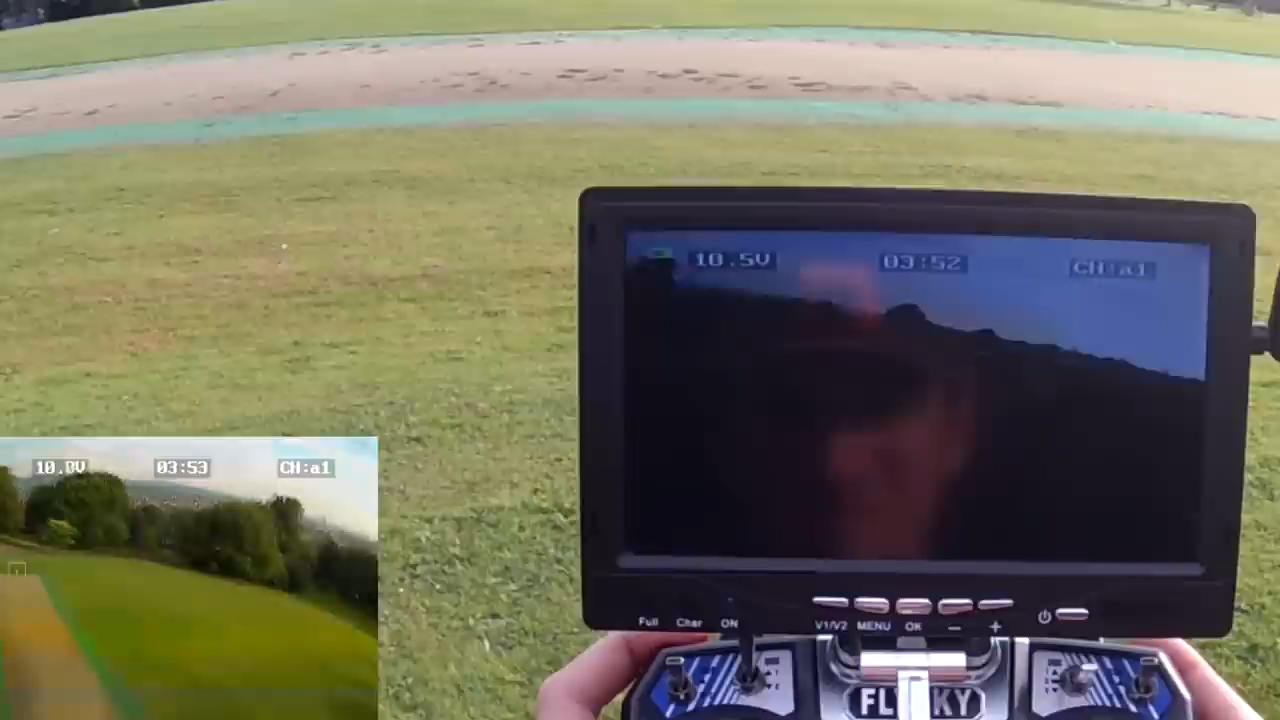 10.5V 03:52 CH:a1
10.0V 03:53 CH:a1
Full Char ON V1/V2 MENU OK − +
FLYSKY